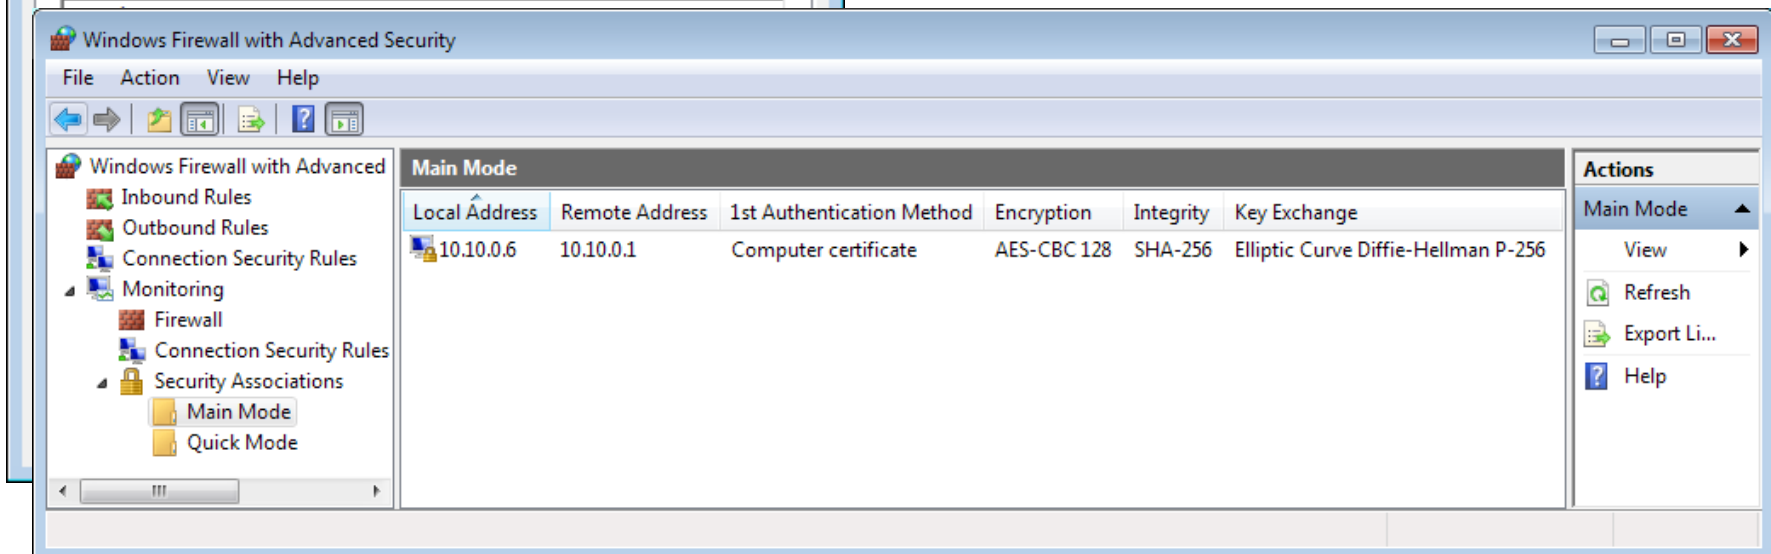 Windows Firewall with Advanced Security
File Action View Help
Windows Firewall with Advanced
Inbound Rules
Outbound Rules
Connection Security Rules
Monitoring
Firewall
Connection Security Rules
Security Associations
Main Mode
Quick Mode
Main Mode
Local Address Remote Address 1st Authentication Method Encryption Integrity Key Exchange
10.10.0.6 10.10.0.1 Computer certificate AES-CBC 128 SHA-256 Elliptic Curve Diffie-Hellman P-256
Actions
Main Mode
View
Refresh
Export Li...
Help